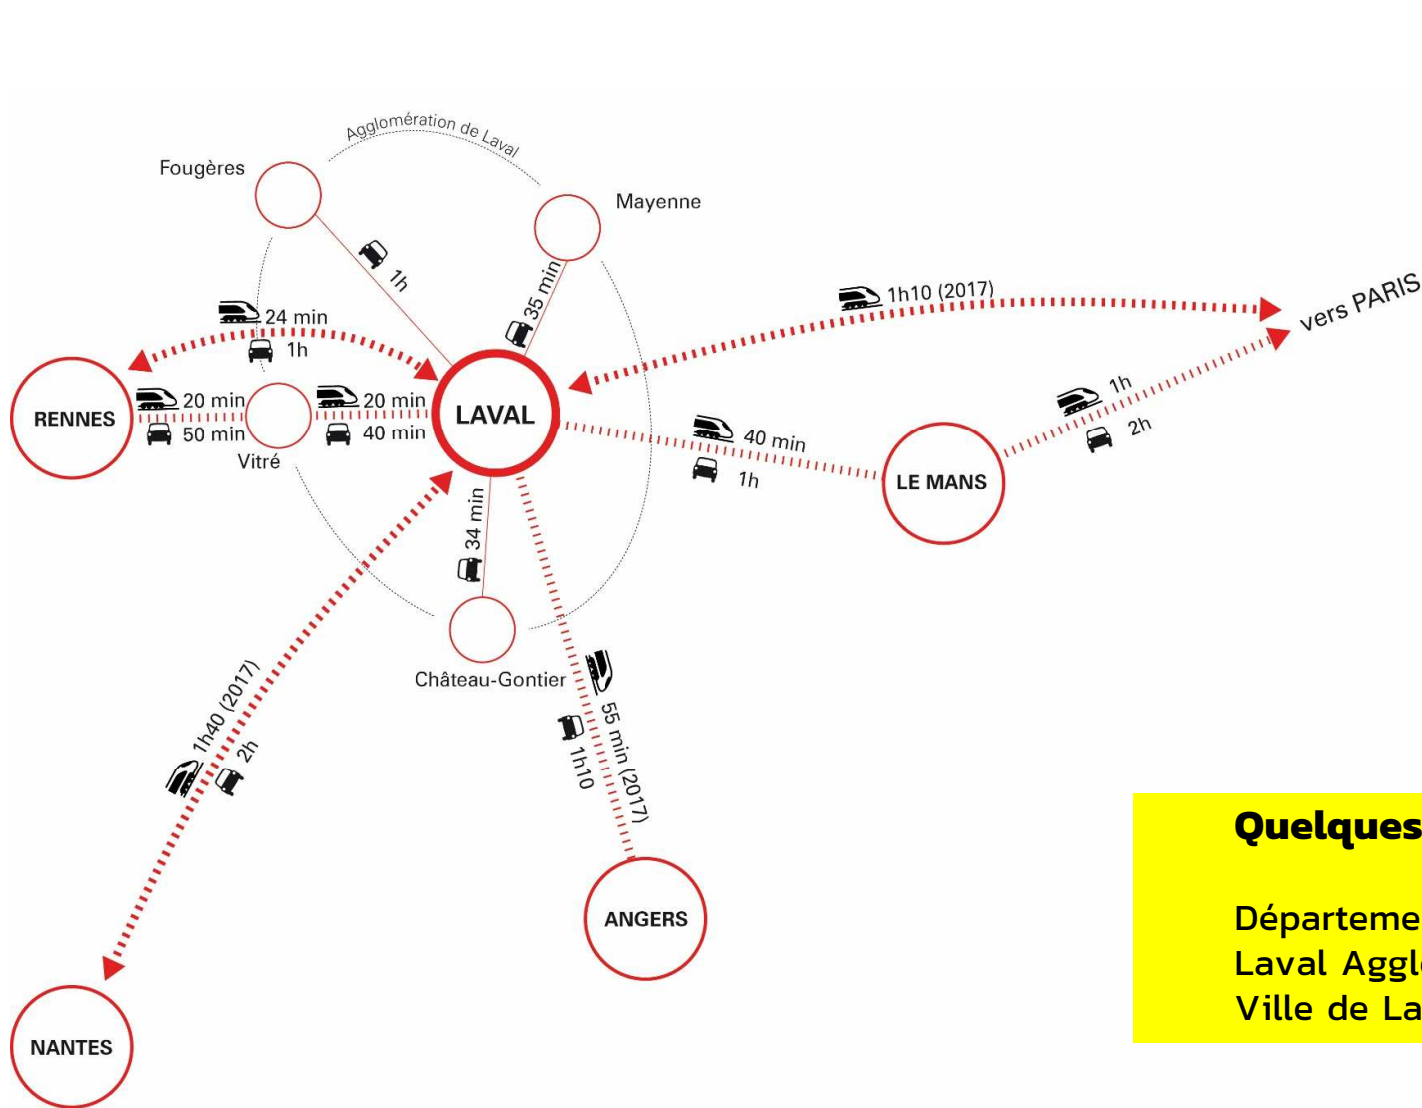 Agglomération de Laval
Fougères
Mayenne
1h
35 min
1h10 (2017)
vers PARIS
24 min
1h
RENNES
20 min
50 min
Vitré
20 min
40 min
LAVAL
40 min
1h
LE MANS
1h
2h
34 min
Château-Gontier
1h40 (2017)
2h
55 min (2017)
1h10
ANGERS
NANTES
Quelques
Départeme
Laval Aggl
Ville de La